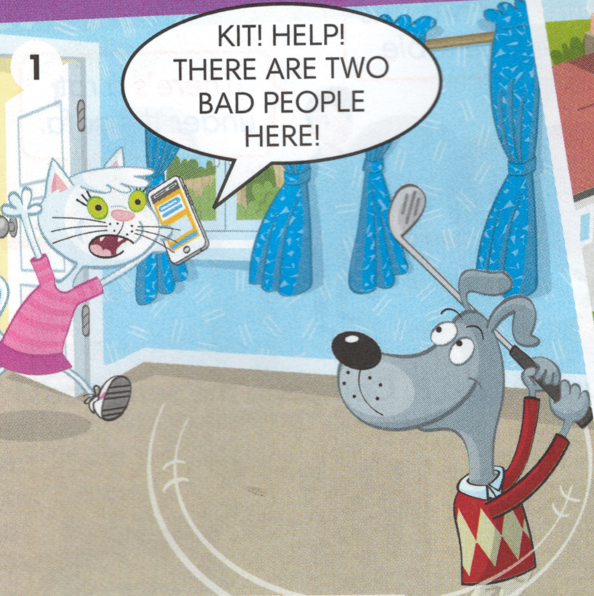 1
KIT! HELP!
THERE ARE TWO
BAD PEOPLE
HERE!